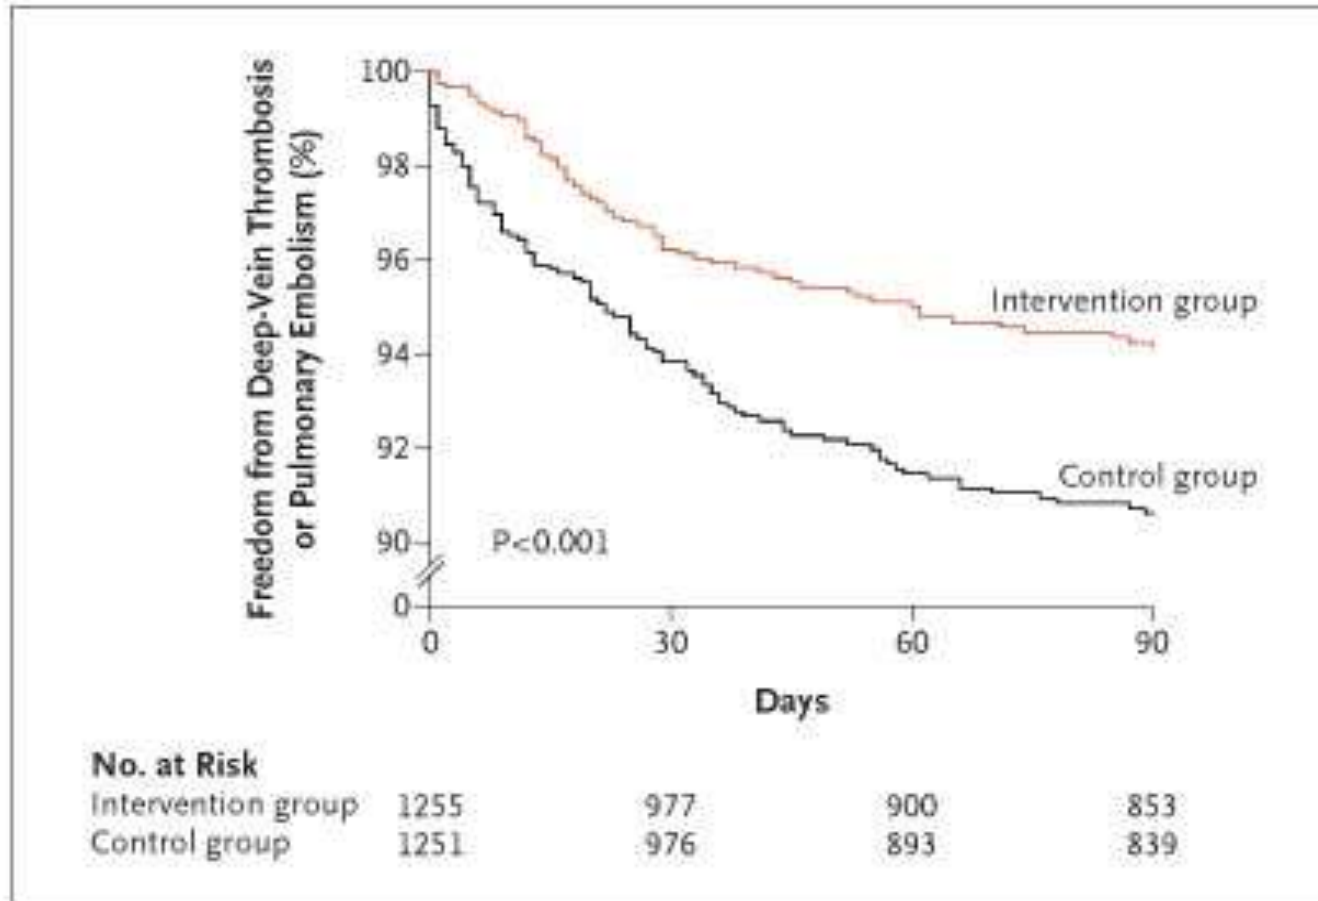 Freedom from Deep-Vein Thrombosis
or Pulmonary Embolism (%)
100
98
96
94
92
90
0
Intervention group
Control group
P<0.001
0 30 60 90
Days
No. at Risk
Intervention group 1255 977 900 853
Control group 1251 976 893 839